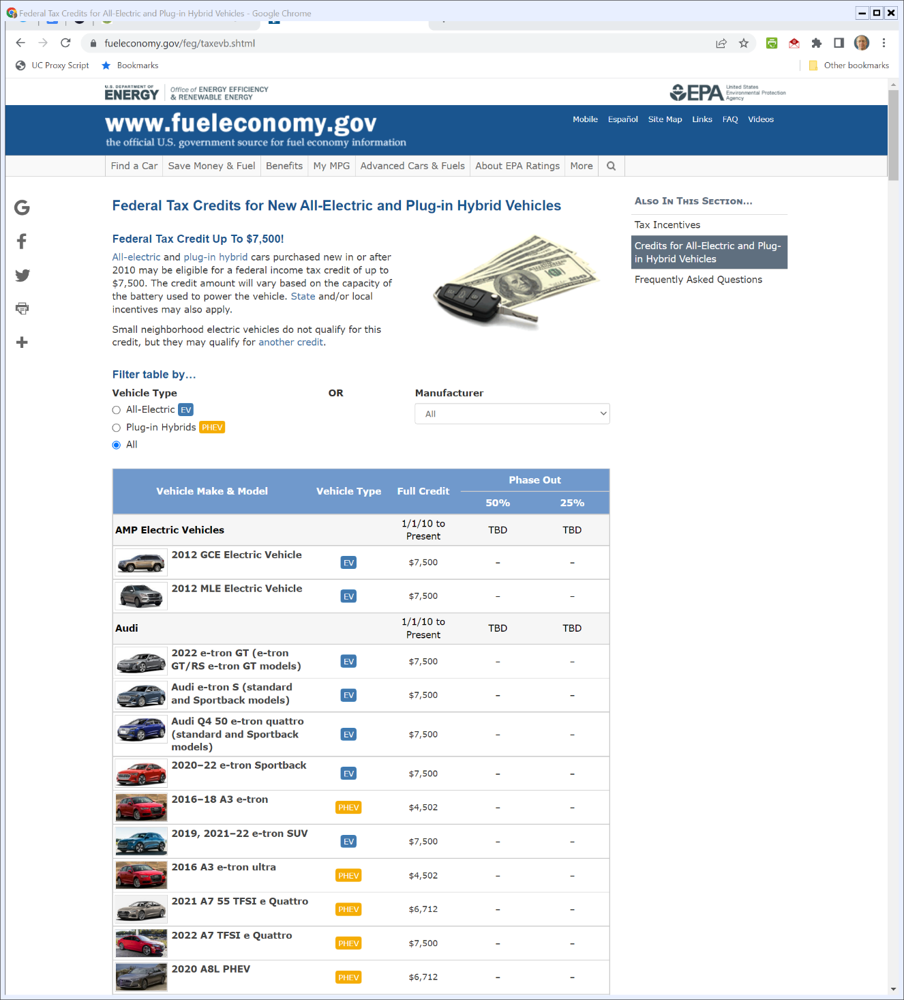 Federal Tax Credits for All-Electric and Plug-in Hybrid Vehicles - Google Chrome
fueleconomy.gov/feg/taxevb.shtml
UC Proxy Script
Bookmarks
Other bookmarks
U.S. DEPARTMENT OF
ENERGY
Office of ENERGY EFFICIENCY
& RENEWABLE ENERGY
EPA
United States
Environmental Protection
Agency
www.fueleconomy.gov
the official U.S. government source for fuel economy information
Mobile Español Site Map Links FAQ Videos
Find a Car Save Money & Fuel Benefits My MPG Advanced Cars & Fuels About EPA Ratings More
Federal Tax Credits for New All-Electric and Plug-in Hybrid Vehicles
Federal Tax Credit Up To $7,500!
All-electric and plug-in hybrid cars purchased new in or after
2010 may be eligible for a federal income tax credit of up to
$7,500. The credit amount will vary based on the capacity of
the battery used to power the vehicle. State and/or local
incentives may also apply.
Small neighborhood electric vehicles do not qualify for this
credit, but they may qualify for another credit.
Also In This Section...
Tax Incentives
Credits for All-Electric and Plug-
in Hybrid Vehicles
Frequently Asked Questions
Filter table by...
Vehicle Type OR Manufacturer
All-Electric EV
Plug-in Hybrids PHEV
All
All
Vehicle Make & Model Vehicle Type Full Credit Phase Out
50% 25%
AMP Electric Vehicles 1/1/10 to Present TBD TBD
2012 GCE Electric Vehicle EV $7,500 – –
2012 MLE Electric Vehicle EV $7,500 – –
Audi 1/1/10 to Present TBD TBD
2022 e-tron GT (e-tron
GT/RS e-tron GT models) EV $7,500 – –
Audi e-tron S (standard
and Sportback models) EV $7,500 – –
Audi Q4 50 e-tron quattro
(standard and Sportback
models) EV $7,500 – –
2020–22 e-tron Sportback EV $7,500 – –
2016–18 A3 e-tron PHEV $4,502 – –
2019, 2021–22 e-tron SUV EV $7,500 – –
2016 A3 e-tron ultra PHEV $4,502 – –
2021 A7 55 TFSI e Quattro PHEV $6,712 – –
2022 A7 TFSI e Quattro PHEV $7,500 – –
2020 A8L PHEV PHEV $6,712 – –